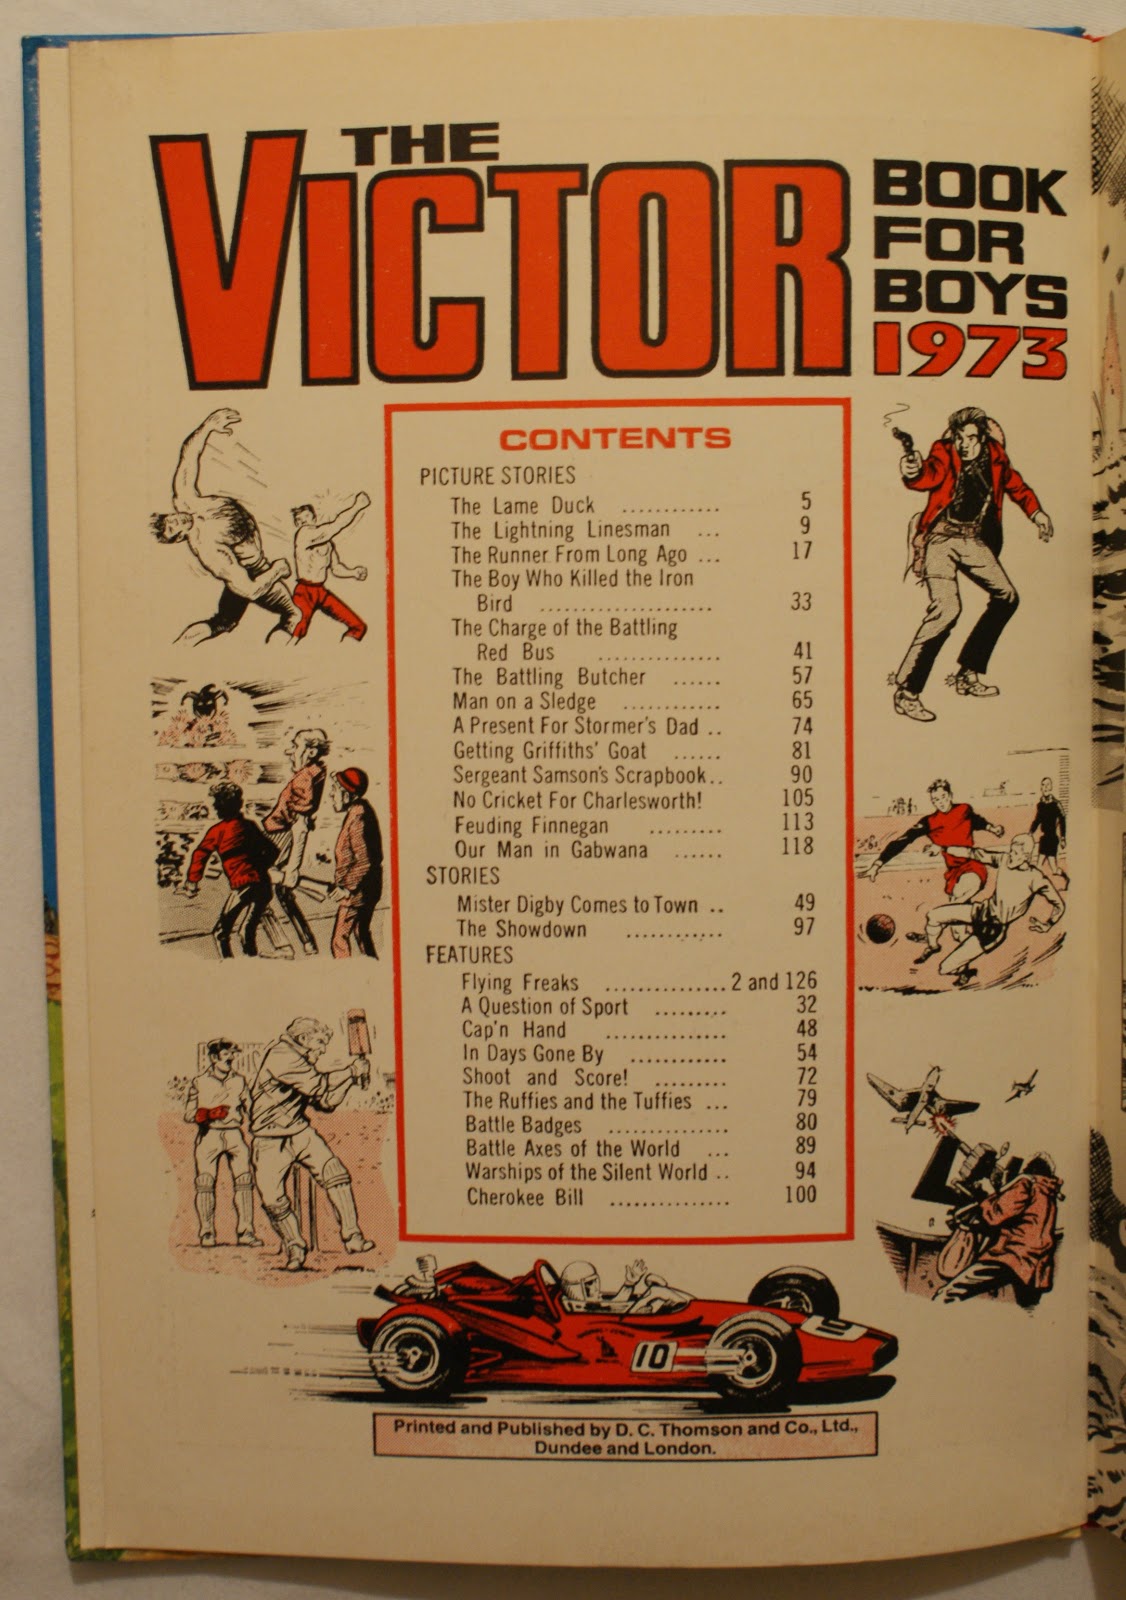 THE
VICTOR
BOOK
FOR
BOYS
1973
CONTENTS
PICTURE STORIES
The Lame Duck ............ 5
The Lightning Linesman ... 9
The Runner From Long Ago ... 17
The Boy Who Killed the Iron
Bird ..................... 33
The Charge of the Battling
Red Bus ............... 41
The Battling Butcher ...... 57
Man on a Sledge ............ 65
A Present For Stormer's Dad .. 74
Getting Griffiths' Goat ...... 81
Sergeant Samson's Scrapbook.. 90
No Cricket For Charlesworth! 105
Feuding Finnegan ......... 113
Our Man in Gabwana ...... 118
STORIES
Mister Digby Comes to Town .. 49
The Showdown ............ 97
FEATURES
Flying Freaks ............... 2 and 126
A Question of Sport ......... 32
Cap'n Hand ............... 48
In Days Gone By ............ 54
Shoot and Score! ......... 72
The Ruffies and the Tuffies ... 79
Battle Badges ............... 80
Battle Axes of the World ... 89
Warships of the Silent World .. 94
Cherokee Bill ............... 100
10
10
Printed and Published by D. C. Thomson and Co., Ltd.,
Dundee and London.